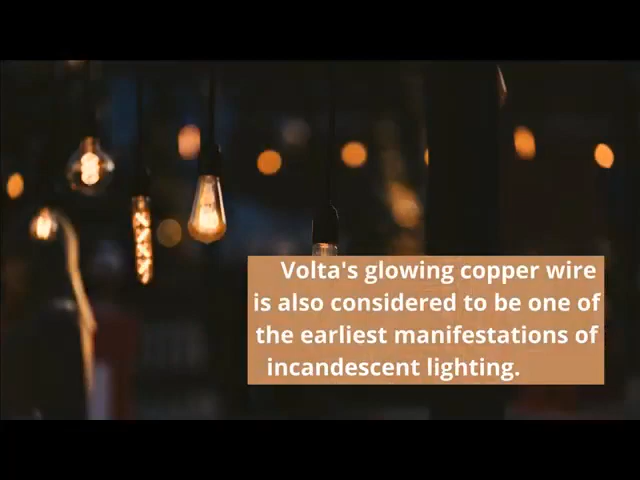 Volta's glowing copper wire
is also considered to be one of
the earliest manifestations of
incandescent lighting.